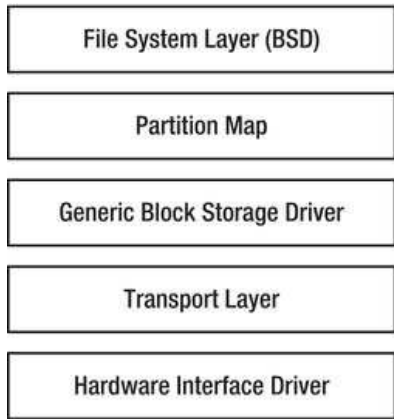 File System Layer (BSD)
Partition Map
Generic Block Storage Driver
Transport Layer
Hardware Interface Driver